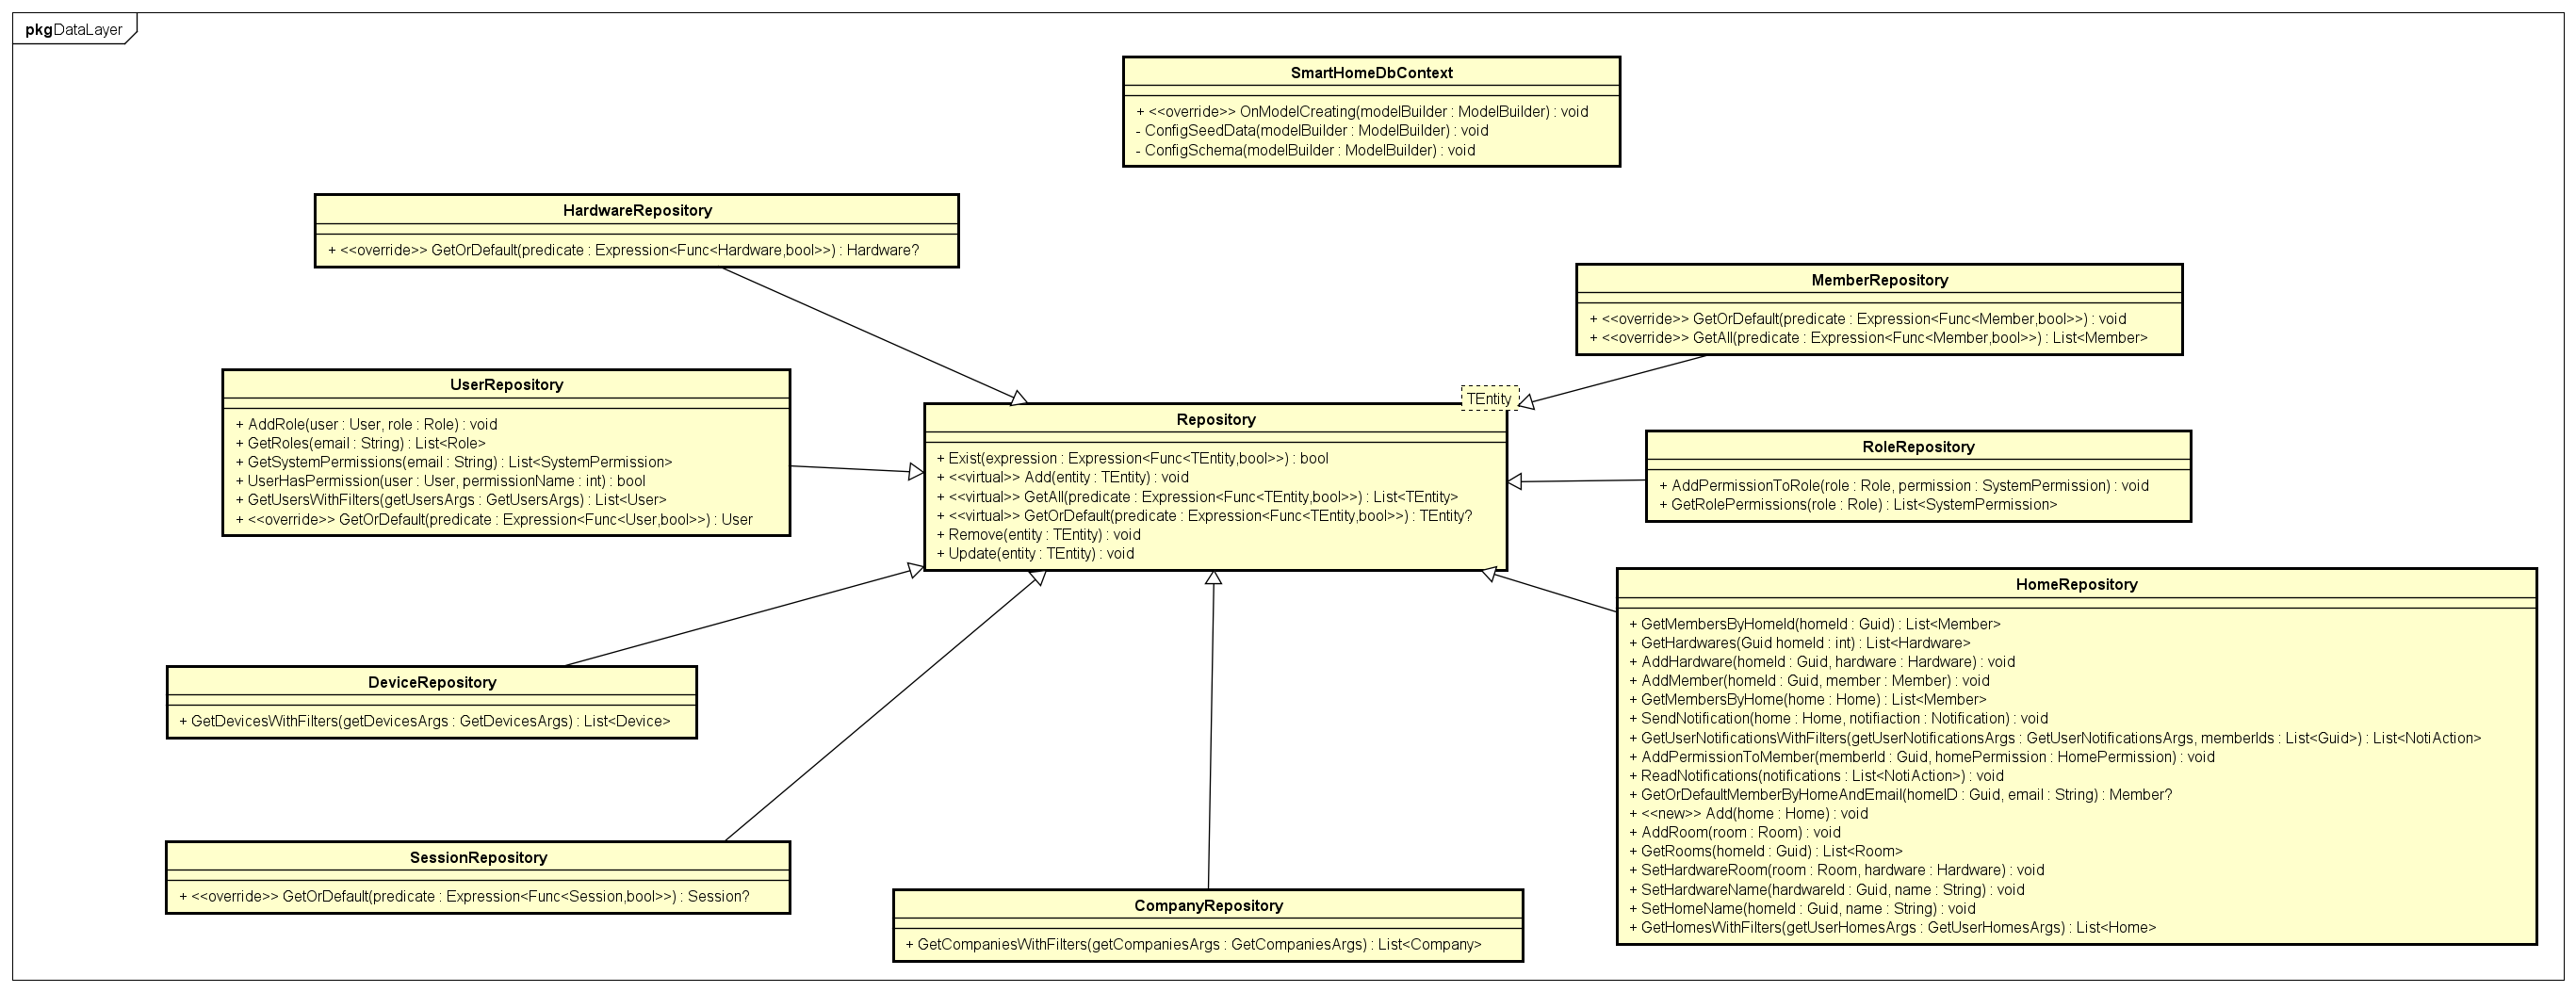 pkg DataLayer
SmartHomeDbContext
+ <<override>> OnModelCreating(modelBuilder : ModelBuilder) : void
- ConfigSeedData(modelBuilder : ModelBuilder) : void
- ConfigSchema(modelBuilder : ModelBuilder) : void
HardwareRepository
+ <<override>> GetOrDefault(predicate : Expression<Func<Hardware,bool>>) : Hardware?
MemberRepository
+ <<override>> GetOrDefault(predicate : Expression<Func<Member,bool>>) : void
+ <<override>> GetAll(predicate : Expression<Func<Member,bool>>) : List<Member>
UserRepository
+ AddRole(user : User, role : Role) : void
+ GetRoles(email : String) : List<Role>
+ GetSystemPermissions(email : String) : List<SystemPermission>
+ UserHasPermission(user : User, permissionName : int) : bool
+ GetUsersWithFilters(getUsersArgs : GetUsersArgs) : List<User>
+ <<override>> GetOrDefault(predicate : Expression<Func<User,bool>>) : User
TEntity
Repository
+ Exist(expression : Expression<Func<TEntity,bool>>) : bool
+ <<virtual>> Add(entity : TEntity) : void
+ <<virtual>> GetAll(predicate : Expression<Func<TEntity,bool>>) : List<TEntity>
+ <<virtual>> GetOrDefault(predicate : Expression<Func<TEntity,bool>>) : TEntity?
+ Remove(entity : TEntity) : void
+ Update(entity : TEntity) : void
RoleRepository
+ AddPermissionToRole(role : Role, permission : SystemPermission) : void
+ GetRolePermissions(role : Role) : List<SystemPermission>
HomeRepository
+ GetMembersByHomeId(homeId : Guid) : List<Member>
+ GetHardwares(Guid homeId : int) : List<Hardware>
+ AddHardware(homeId : Guid, hardware : Hardware) : void
+ AddMember(homeId : Guid, member : Member) : void
+ GetMembersByHome(home : Home) : List<Member>
+ SendNotification(home : Home, notifiaction : Notification) : void
+ GetUserNotificationsWithFilters(getUserNotificationsArgs : GetUserNotificationsArgs, memberIds : List<Guid>) : List<NotiAction>
+ AddPermissionToMember(memberId : Guid, homePermission : HomePermission) : void
+ ReadNotifications(notifications : List<NotiAction>) : void
+ GetOrDefaultMemberByHomeAndEmail(homeID : Guid, email : String) : Member?
+ <<new>> Add(home : Home) : void
+ AddRoom(room : Room) : void
+ GetRooms(homeId : Guid) : List<Room>
+ SetHardwareRoom(room : Room, hardware : Hardware) : void
+ SetHardwareName(hardwareId : Guid, name : String) : void
+ SetHomeName(homeId : Guid, name : String) : void
+ GetHomesWithFilters(getUserHomesArgs : GetUserHomesArgs) : List<Home>
DeviceRepository
+ GetDevicesWithFilters(getDevicesArgs : GetDevicesArgs) : List<Device>
SessionRepository
+ <<override>> GetOrDefault(predicate : Expression<Func<Session,bool>>) : Session?
CompanyRepository
+ GetCompaniesWithFilters(getCompaniesArgs : GetCompaniesArgs) : List<Company>